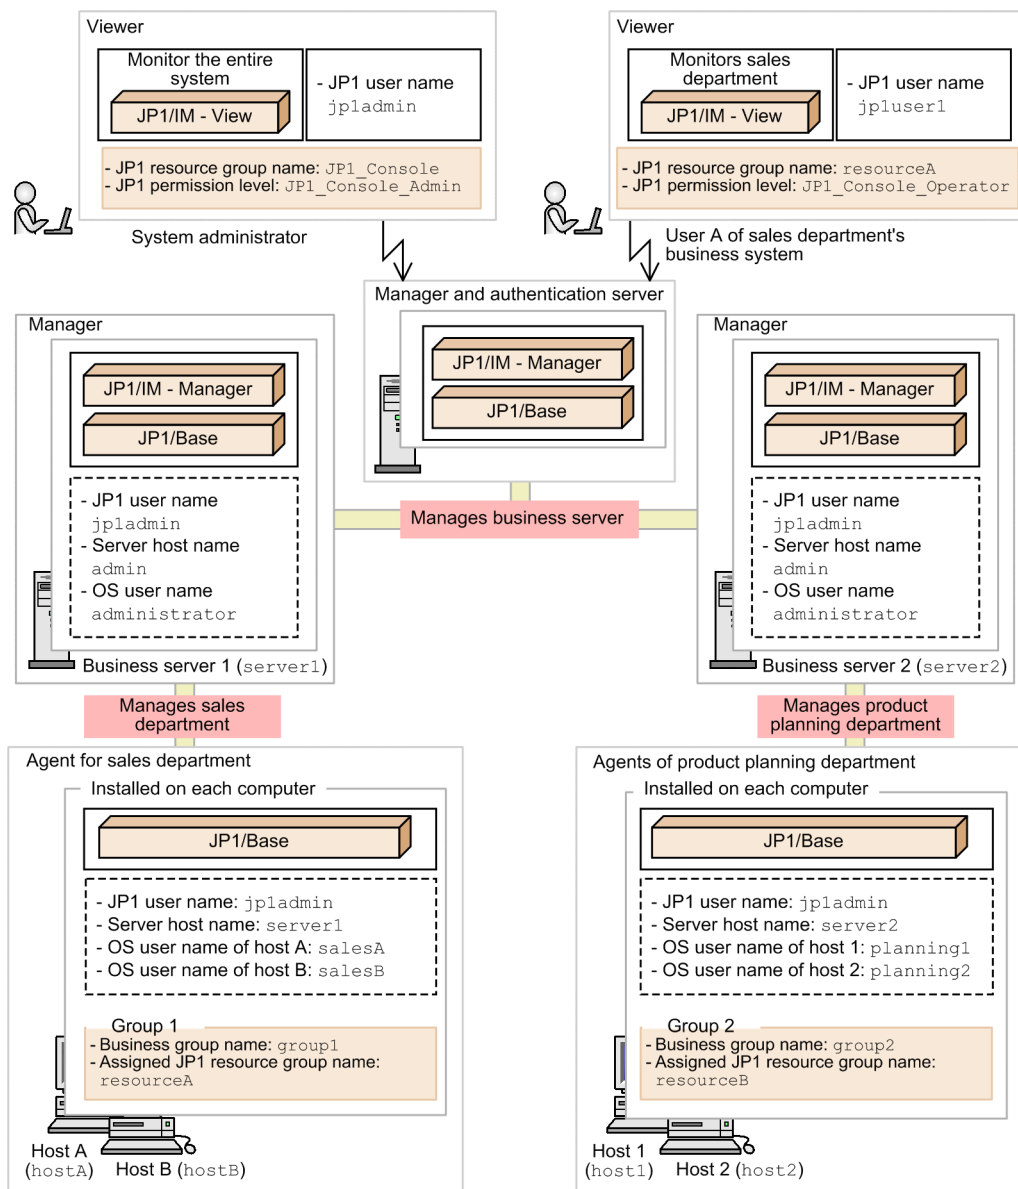 Viewer
Monitor the entire
system
JP1/IM - View
- JP1 user name
jp1admin
- JP1 resource group name: JP1_Console
- JP1 permission level: JP1_Console_Admin
System administrator
Viewer
Monitors sales
department
JP1/IM - View
- JP1 user name
jp1user1
- JP1 resource group name: resourceA
- JP1 permission level: JP1_Console_Operator
User A of sales department's
business system
Manager and authentication server
JP1/IM - Manager
JP1/Base
Manager
JP1/IM - Manager
JP1/Base
- JP1 user name
jp1admin
- Server host name
admin
- OS user name
administrator
Business server 1 (server1)
Manages business server
Manager
JP1/IM - Manager
JP1/Base
- JP1 user name
jp1admin
- Server host name
admin
- OS user name
administrator
Business server 2 (server2)
Manages sales
department
Manages product
planning department
Agent for sales department
Installed on each computer
JP1/Base
- JP1 user name: jp1admin
- Server host name: server1
- OS user name of host A: salesA
- OS user name of host B: salesB
Group 1
- Business group name: group1
- Assigned JP1 resource group name:
resourceA
Host A
(hostA)
Host B (hostB)
Agents of product planning department
Installed on each computer
JP1/Base
- JP1 user name: jp1admin
- Server host name: server2
- OS user name of host 1: planning1
- OS user name of host 2: planning2
Group 2
- Business group name: group2
- Assigned JP1 resource group name:
resourceB
Host 1
(host1)
Host 2 (host2)